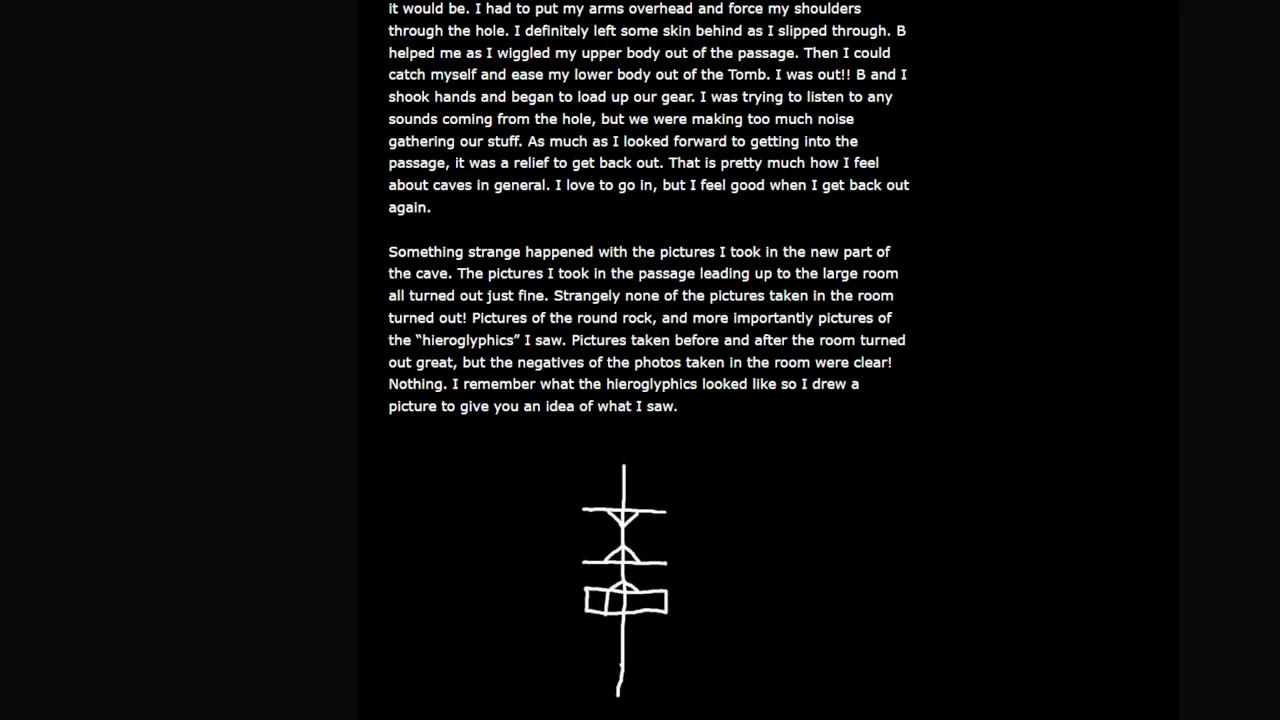 it would be. I had to put my arms overhead and force my shoulders
through the hole. I definitely left some skin behind as I slipped through. B
helped me as I wiggled my upper body out of the passage. Then I could
catch myself and ease my lower body out of the Tomb. I was out!! B and I
shook hands and began to load up our gear. I was trying to listen to any
sounds coming from the hole, but we were making too much noise
gathering our stuff. As much as I looked forward to getting into the
passage, it was a relief to get back out. That is pretty much how I feel
about caves in general. I love to go in, but I feel good when I get back out
again.
Something strange happened with the pictures I took in the new part of
the cave. The pictures I took in the passage leading up to the large room
all turned out just fine. Strangely none of the pictures taken in the room
turned out! Pictures of the round rock, and more importantly pictures of
the “hieroglyphics” I saw. Pictures taken before and after the room turned
out great, but the negatives of the photos taken in the room were clear!
Nothing. I remember what the hieroglyphics looked like so I drew a
picture to give you an idea of what I saw.